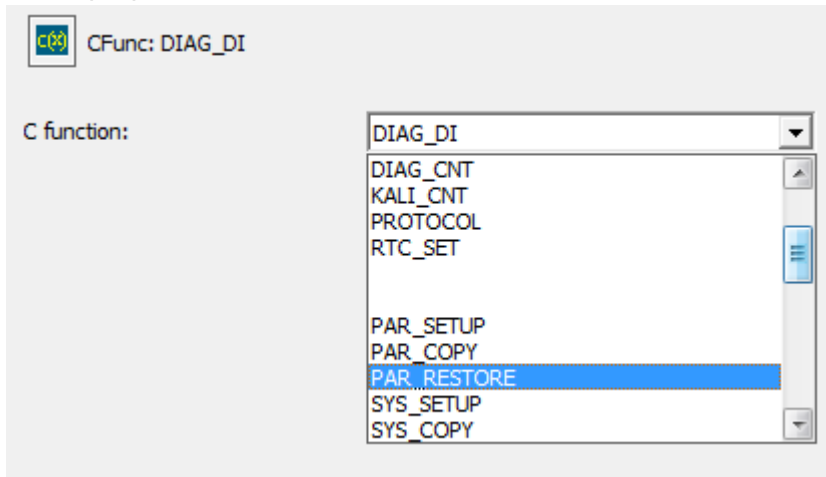 C(X) CFunc: DIAG_DI
C function: DIAG_DI
DIAG_CNT
KALI_CNT
PROTOCOL
RTC_SET
PAR_SETUP
PAR_COPY
PAR_RESTORE
SYS_SETUP
SYS_COPY